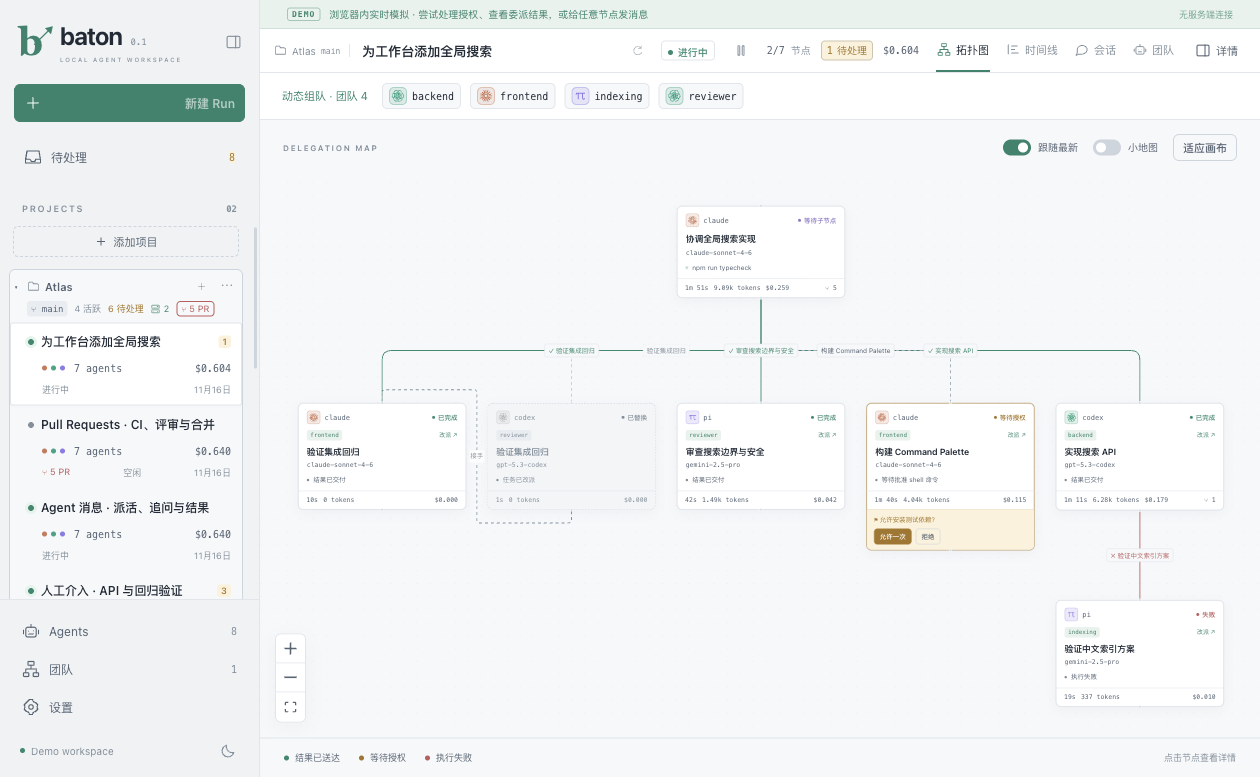 baton 0.1
LOCAL AGENT WORKSPACE
新建 Run
待处理 8
PROJECTS 02
添加项目
Atlas
main 4 活跃 6 待处理 2 5 PR
为工作台添加全局搜索 1
7 agents $0.604
进行中 11月16日
Pull Requests · CI、评审与合并
7 agents $0.640
5 PR 空闲 11月16日
Agent 消息 · 派活、追问与结果
7 agents $0.640
进行中 11月16日
人工介入 · API 与回归验证 3
Agents 8
团队 1
设置
Demo workspace
DEMO 浏览器内实时模拟 · 尝试处理授权、查看委派结果，或给任意节点发消息 无服务端连接
Atlas main 为工作台添加全局搜索 进行中 2/7 节点 1 待处理 $0.604 拓扑图 时间线 会话 团队 详情
动态组队 · 团队 4 backend frontend indexing reviewer
DELEGATION MAP 跟随最新 小地图 适应画布
claude 等待子节点
协调全局搜索实现
claude-sonnet-4-6
npm run typecheck
1m 51s 9.09k tokens $0.259 5
✓ 验证集成回归 验证集成回归 ✓ 审查搜索边界与安全 构建 Command Palette ✓ 实现搜索 API
claude 已完成
frontend 改派 ↗
验证集成回归
claude-sonnet-4-6
结果已交付
10s 0 tokens $0.000
接手
codex 已替换
reviewer
验证集成回归
gpt-5.3-codex
任务已改派
1s 0 tokens $0.000
pi 已完成
reviewer 改派 ↗
审查搜索边界与安全
gemini-2.5-pro
结果已交付
42s 1.49k tokens $0.042
claude 等待授权
frontend 改派 ↗
构建 Command Palette
claude-sonnet-4-6
等待批准 shell 命令
1m 40s 4.04k tokens $0.115
允许安装测试依赖?
允许一次 拒绝
codex 已完成
backend 改派 ↗
实现搜索 API
gpt-5.3-codex
结果已交付
1m 11s 6.28k tokens $0.179 1
× 验证中文索引方案
pi 失败
indexing 改派 ↗
验证中文索引方案
gemini-2.5-pro
执行失败
19s 337 tokens $0.010
结果已送达 等待授权 执行失败 点击节点查看详情